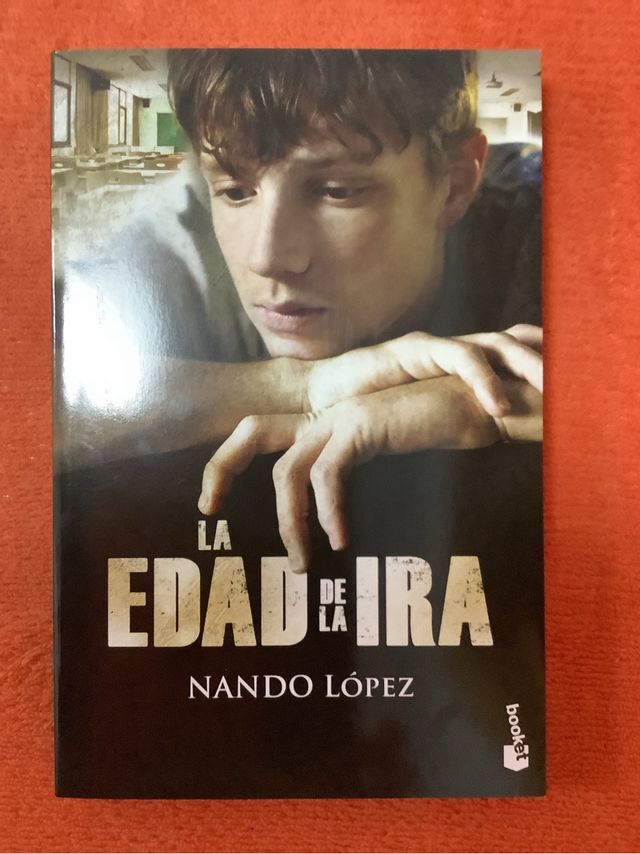 LA
EDAD DE LA IRA
NANDO LÓPEZ
booket